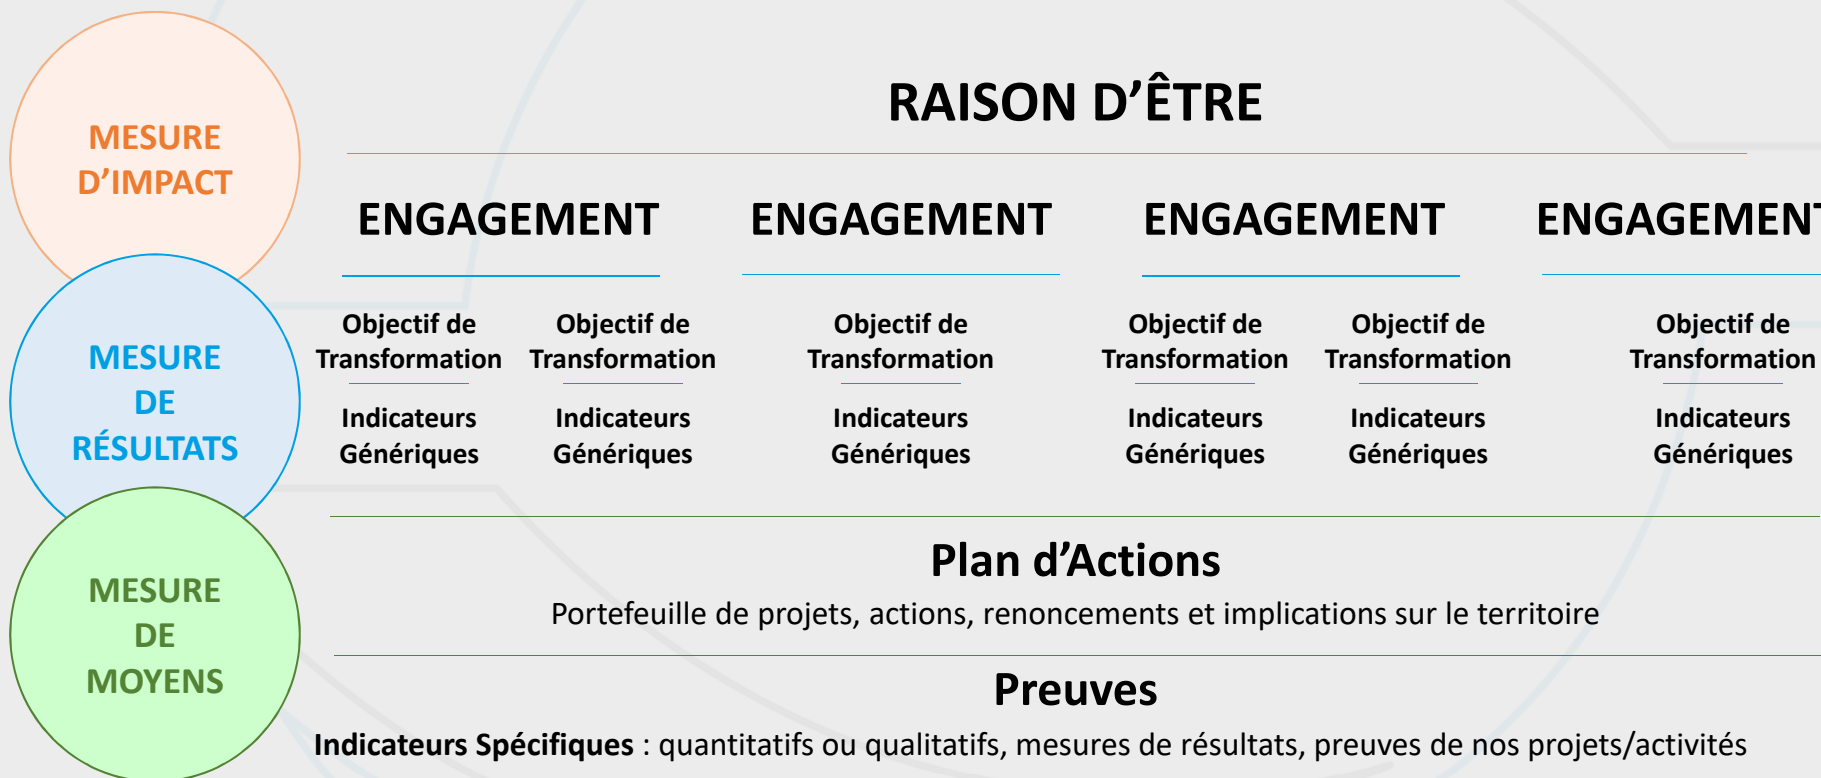 MESURE
D'IMPACT
RAISON D'ÊTRE
ENGAGEMENT ENGAGEMENT ENGAGEMENT ENGAGEMENT
MESURE
DE
RÉSULTATS
Objectif de Objectif de Objectif de Objectif de Objectif de Objectif de
Transformation Transformation Transformation Transformation Transformation Transformation
Indicateurs Indicateurs Indicateurs Indicateurs Indicateurs Indicateurs
Génériques Génériques Génériques Génériques Génériques Génériques
MESURE
DE
MOYENS
Plan d’Actions
Portefeuille de projets, actions, renoncements et implications sur le territoire
Preuves
Indicateurs Spécifiques : quantitatifs ou qualitatifs, mesures de résultats, preuves de nos projets/activités